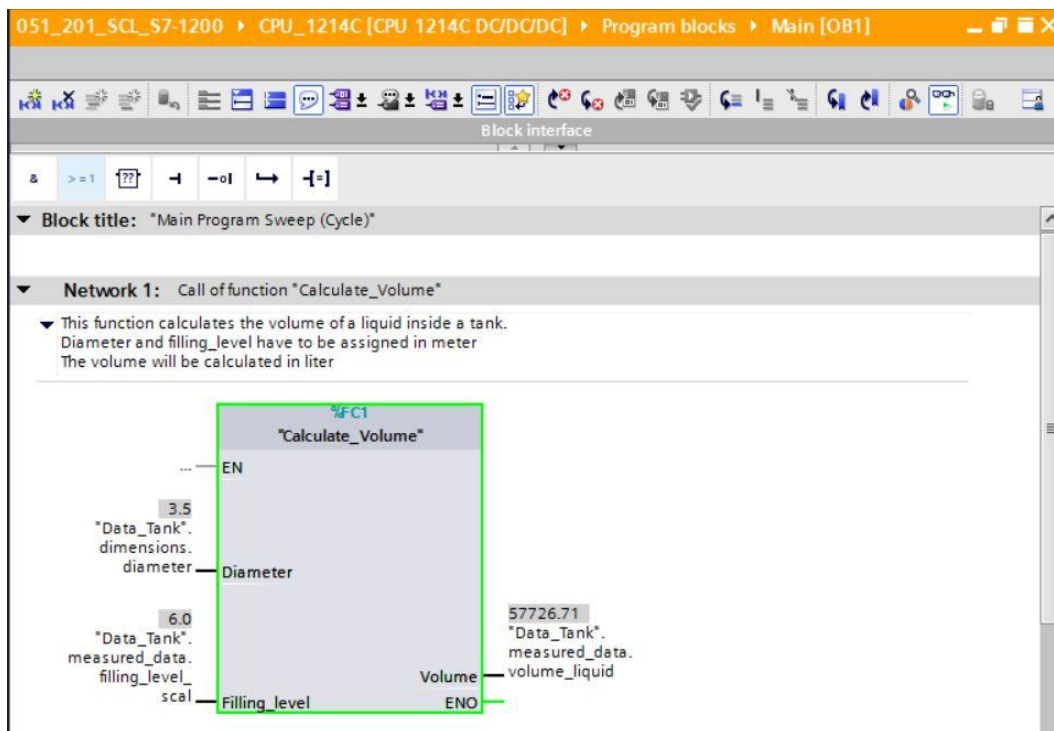 051_201_SCL_S7-1200 ▸ CPU_1214C [CPU 1214C DC/DC/DC] ▸ Program blocks ▸ Main [OB1]
Block interface
& >=1 ??
Block title: "Main Program Sweep (Cycle)"
Network 1: Call of function "Calculate_Volume"
This function calculates the volume of a liquid inside a tank.
Diameter and filling_level have to be assigned in meter
The volume will be calculated in liter
%FC1
"Calculate_Volume"
... EN
3.5
"Data_Tank".
dimensions.
diameter
Diameter
6.0
"Data_Tank".
measured_data.
filling_level_
scal
Filling_level
57726.71
"Data_Tank".
measured_data.
volume_liquid
Volume
ENO